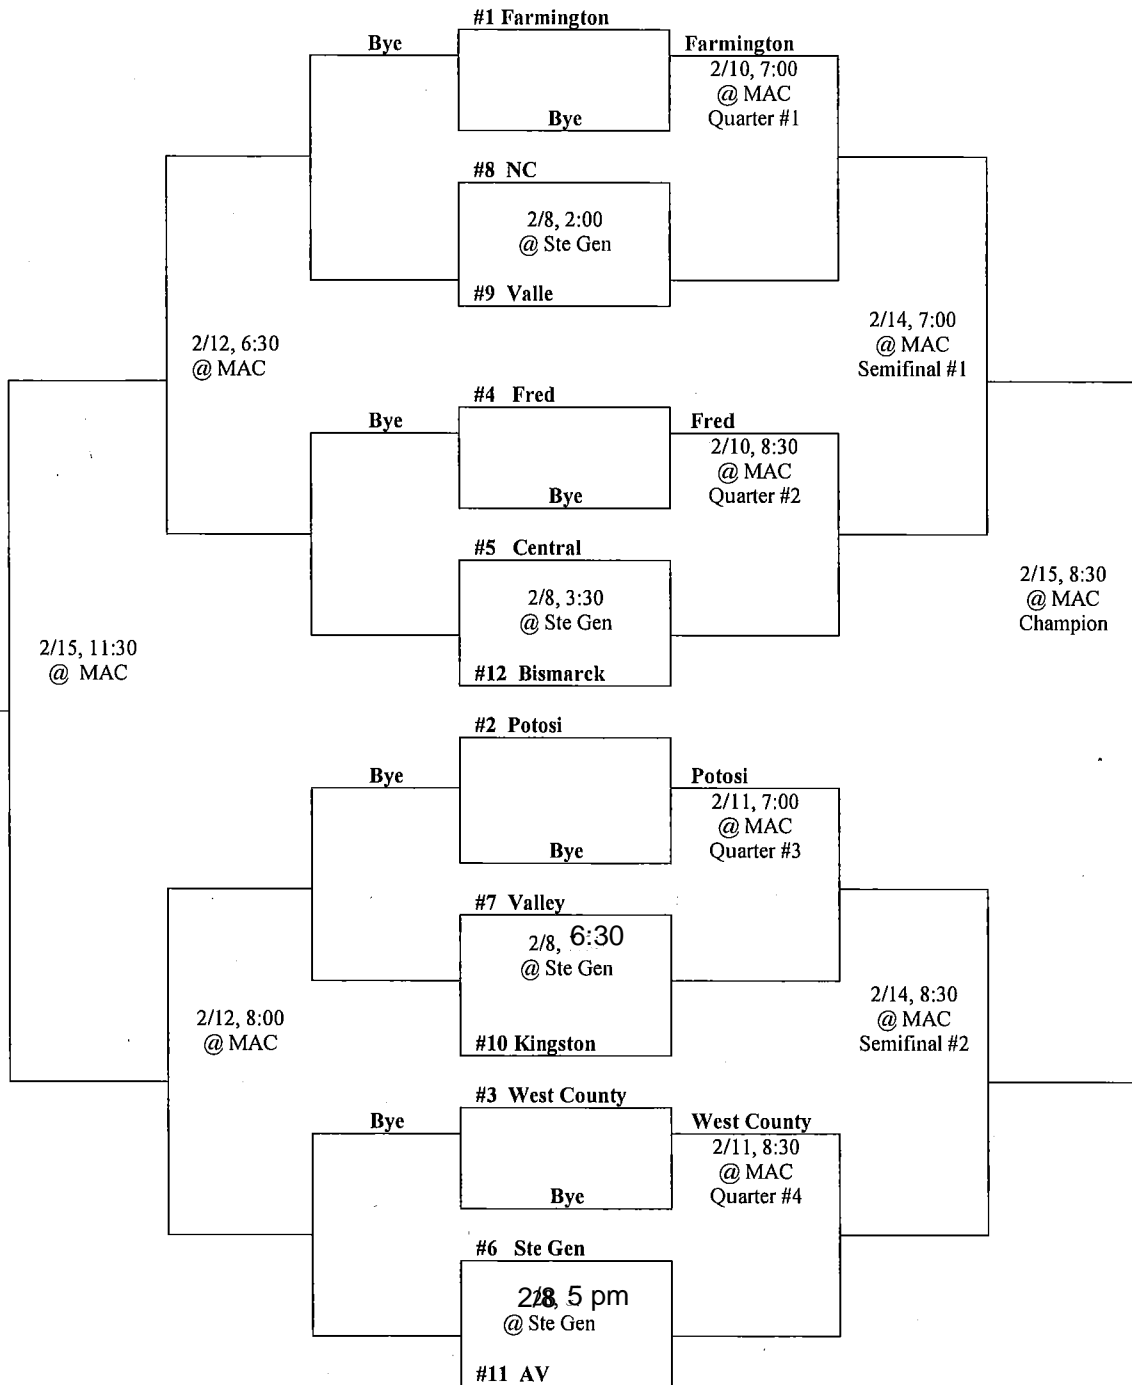 #1 Farmington
Bye
Farmington
2/10, 7:00
@ MAC
Quarter #1
Bye
#8 NC
2/8, 2:00
@ Ste Gen
#9 Valle
2/12, 6:30
@ MAC
2/14, 7:00
@ MAC
Semifinal #1
#4 Fred
Bye
Fred
2/10, 8:30
@ MAC
Quarter #2
Bye
#5 Central
2/8, 3:30
@ Ste Gen
#12 Bismarck
2/15, 11:30
@ MAC
2/15, 8:30
@ MAC
Champion
#2 Potosi
Bye
Potosi
2/11, 7:00
@ MAC
Quarter #3
Bye
#7 Valley
2/8, 6:30
@ Ste Gen
#10 Kingston
2/12, 8:00
@ MAC
2/14, 8:30
@ MAC
Semifinal #2
#3 West County
Bye
West County
2/11, 8:30
@ MAC
Quarter #4
Bye
#6 Ste Gen
2/8, 5 pm
@ Ste Gen
#11 AV